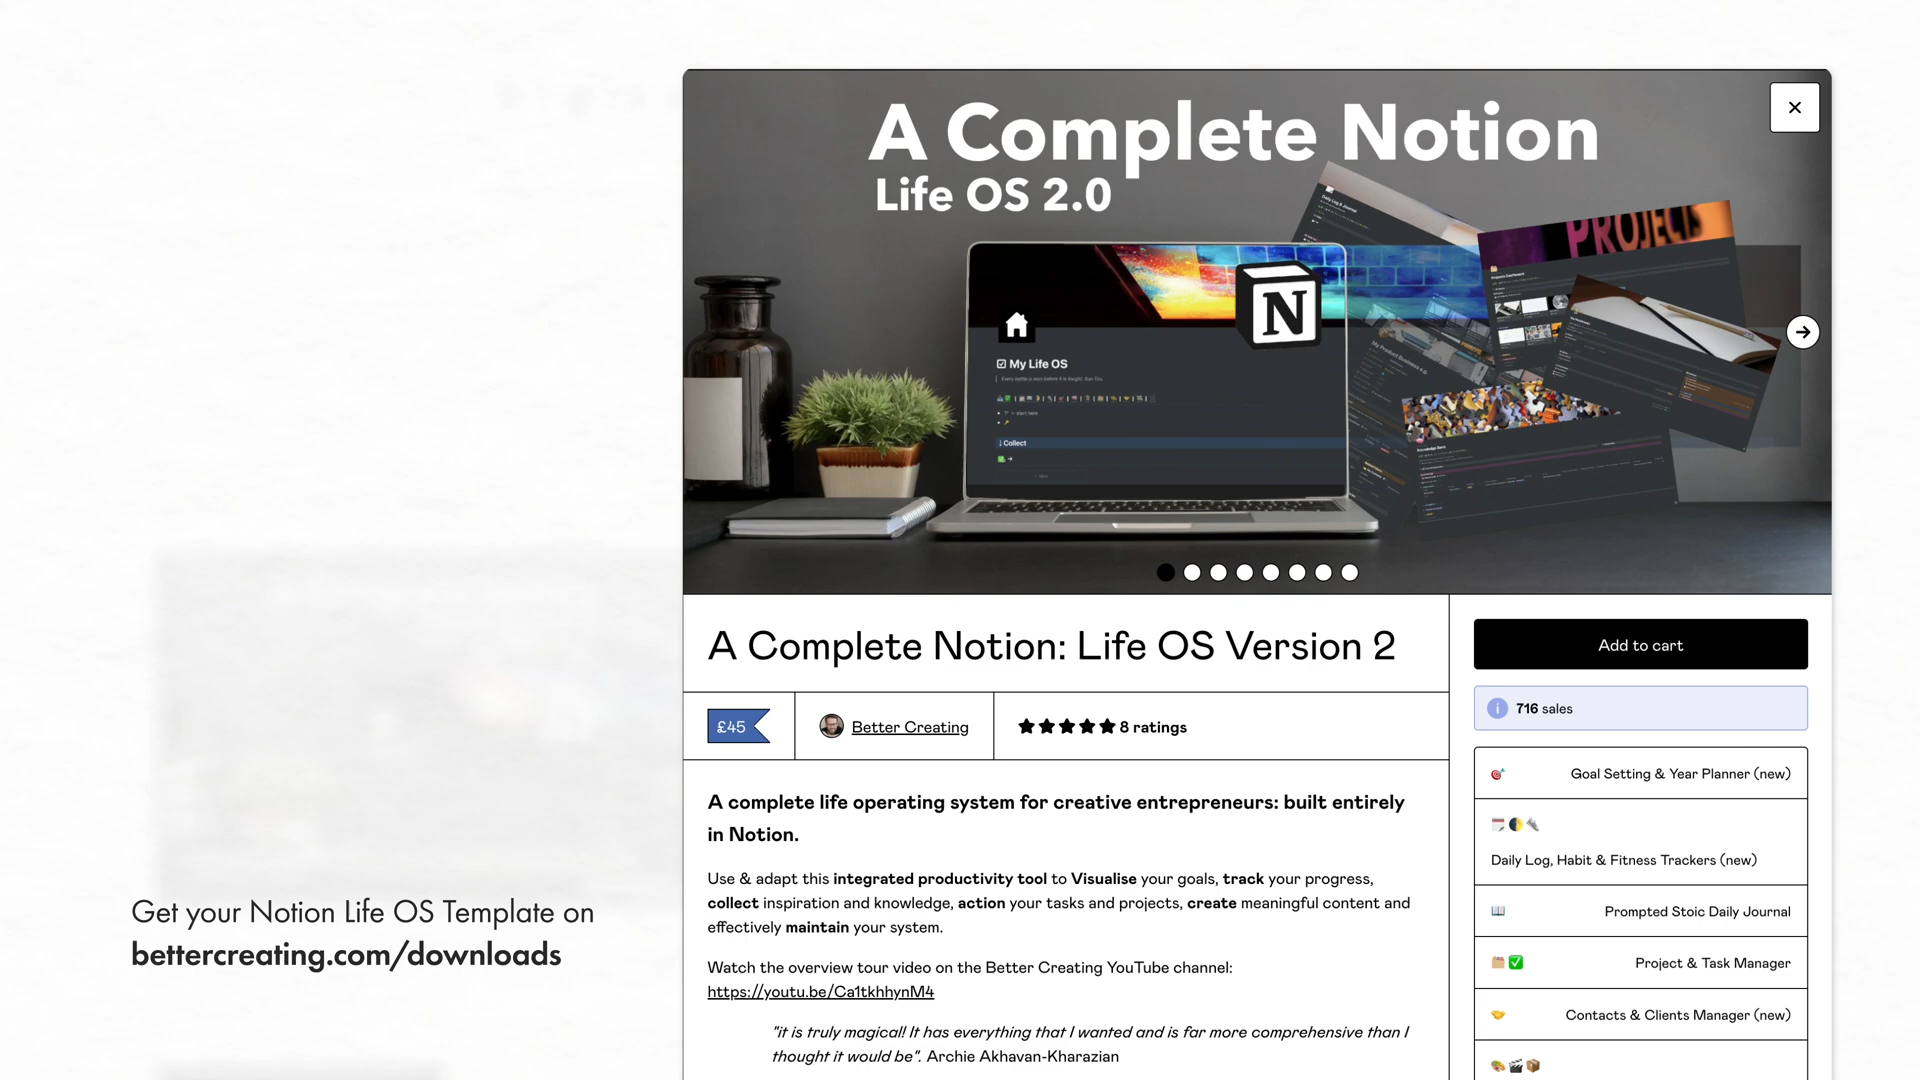 A Complete Notion
Life OS 2.0
PROJECTS
N
My Life OS
Collect
A Complete Notion: Life OS Version 2
£45
Better Creating
8 ratings
A complete life operating system for creative entrepreneurs: built entirely
in Notion.
Use & adapt this integrated productivity tool to Visualise your goals, track your progress,
collect inspiration and knowledge, action your tasks and projects, create meaningful content and
effectively maintain your system.
Watch the overview tour video on the Better Creating YouTube channel:
https://youtu.be/Ca1tkhhynM4
"it is truly magical! It has everything that I wanted and is far more comprehensive than I
thought it would be". Archie Akhavan-Kharazian
Add to cart
716 sales
Goal Setting & Year Planner (new)
Daily Log, Habit & Fitness Trackers (new)
Prompted Stoic Daily Journal
Project & Task Manager
Contacts & Clients Manager (new)
Get your Notion Life OS Template on
bettercreating.com/downloads